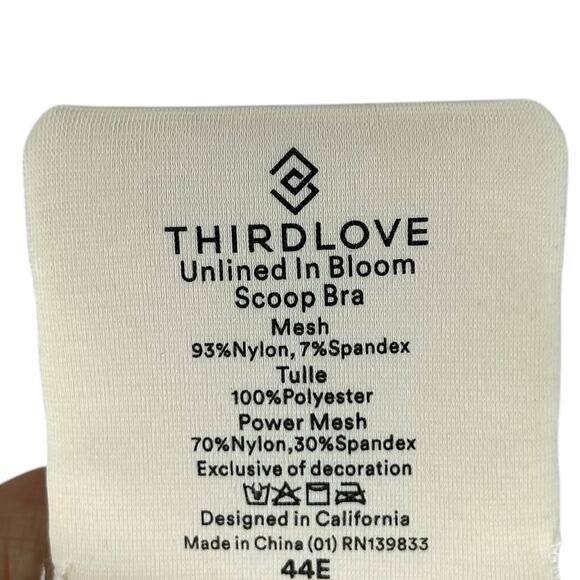 THIRDLOVE
Unlined In Bloom
Scoop Bra
Mesh
93%Nylon, 7%Spandex
Tulle
100%Polyester
Power Mesh
70%Nylon,30%Spandex
Exclusive of decoration
Designed in California
Made in China (01) RN139833
44E